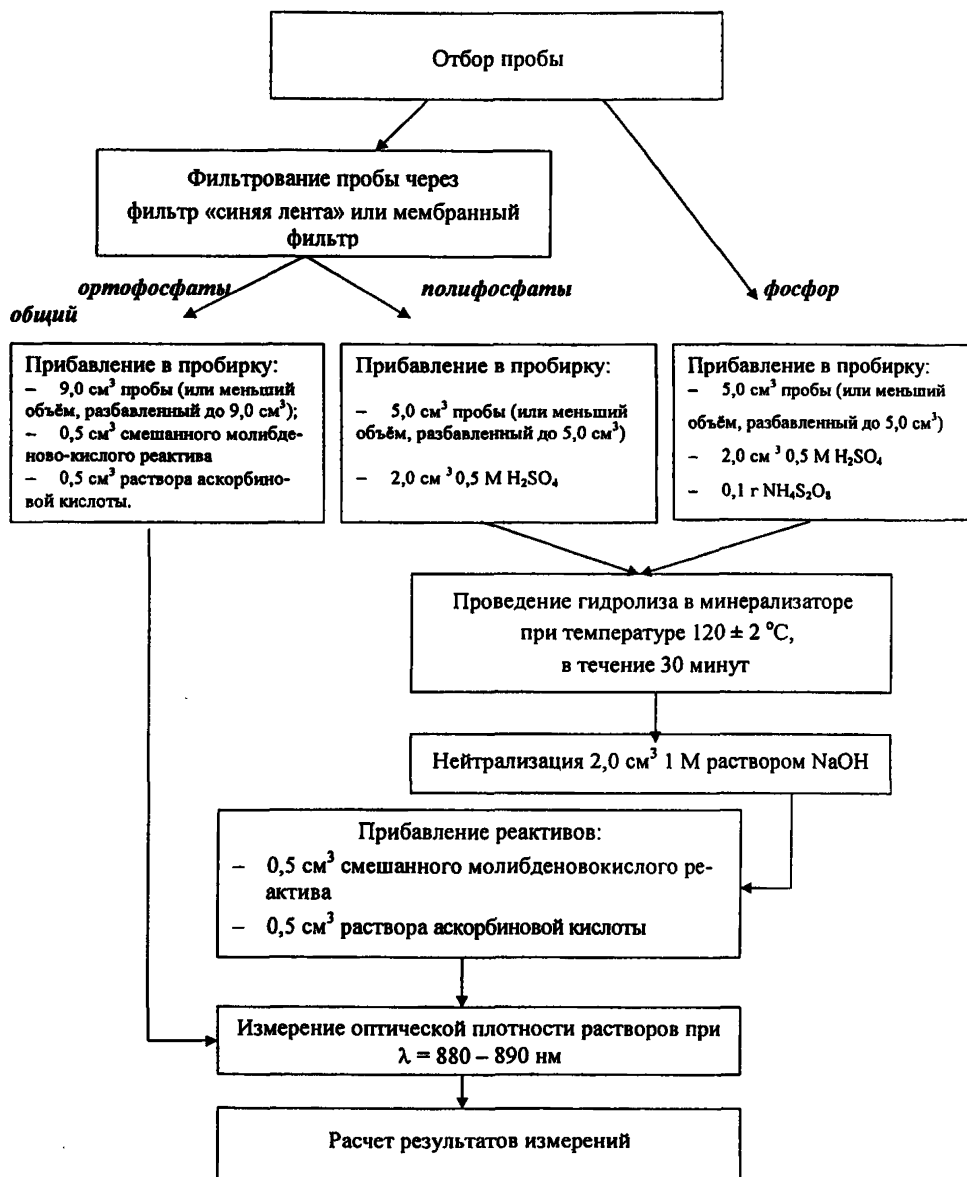 Отбор пробы
Фильтрование пробы через
фильтр «синяя лента» или мембранный
фильтр
ортофосфаты полифосфаты фосфор
общий
Прибавление в пробирку:
– 9,0 см³ пробы (или меньший
объём, разбавленный до 9,0 см³);
– 0,5 см³ смешанного молибде-
ново-кислого реактива
– 0,5 см³ раствора аскорбино-
вой кислоты.
Прибавление в пробирку:
– 5,0 см³ пробы (или меньший
объём, разбавленный до 5,0 см³)
– 2,0 см ³ 0,5 М H₂SO₄
Прибавление в пробирку:
– 5,0 см³ пробы (или меньший
объём, разбавленный до 5,0 см³)
– 2,0 см ³ 0,5 М H₂SO₄
– 0,1 г NH₄S₂O₈
Проведение гидролиза в минерализаторе
при температуре 120 ± 2 °C,
в течение 30 минут
Нейтрализация 2,0 см³ 1 М раствором NaOH
Прибавление реактивов:
– 0,5 см³ смешанного молибденовокислого ре-
актива
– 0,5 см³ раствора аскорбиновой кислоты
Измерение оптической плотности растворов при
λ = 880 – 890 нм
Расчет результатов измерений